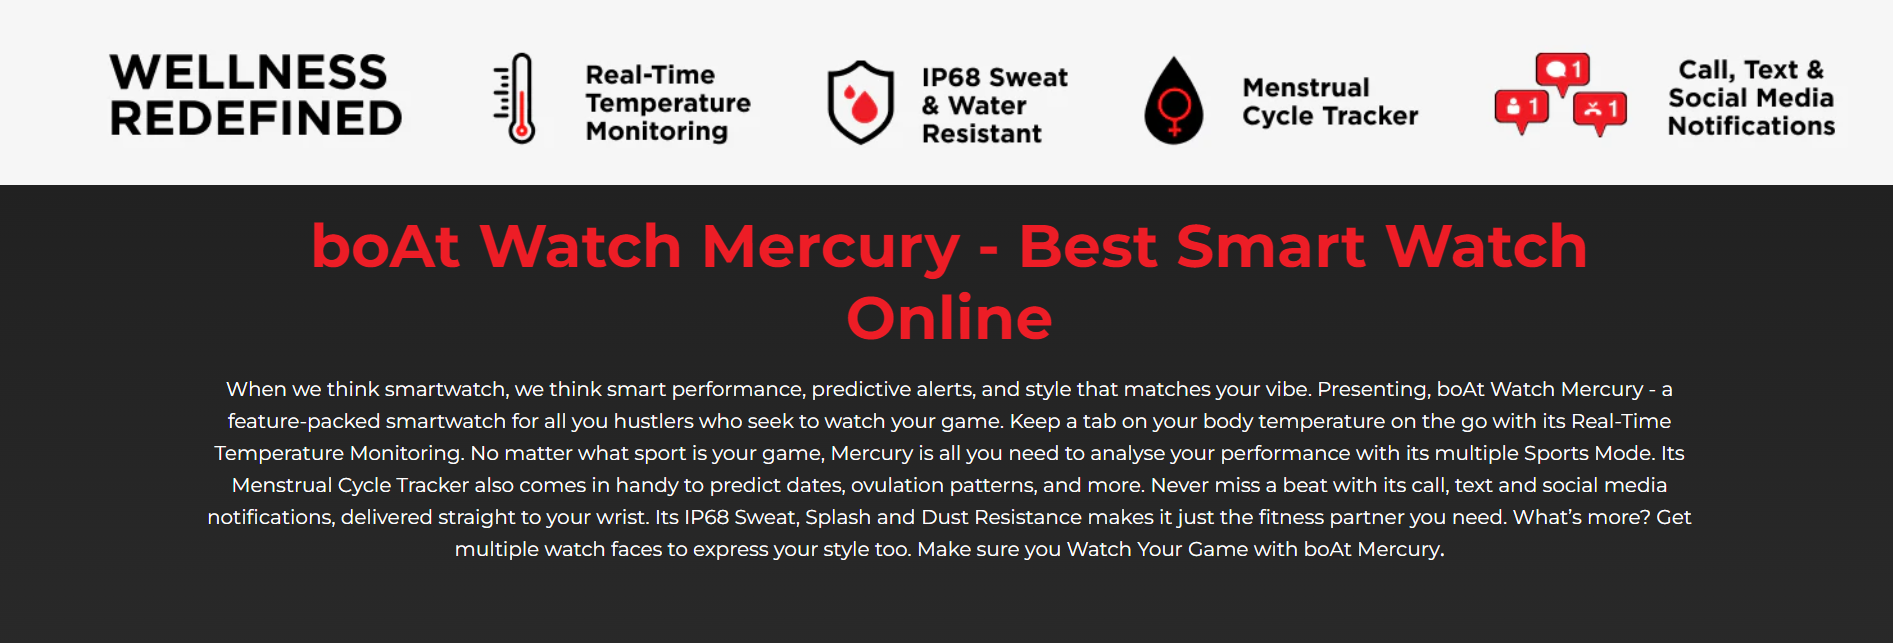 WELLNESS
REDEFINED
Real-Time
Temperature
Monitoring
IP68 Sweat
& Water
Resistant
Menstrual
Cycle Tracker
1
1
1
Call, Text &
Social Media
Notifications
boAt Watch Mercury - Best Smart Watch
Online
When we think smartwatch, we think smart performance, predictive alerts, and style that matches your vibe. Presenting, boAt Watch Mercury - a
feature-packed smartwatch for all you hustlers who seek to watch your game. Keep a tab on your body temperature on the go with its Real-Time
Temperature Monitoring. No matter what sport is your game, Mercury is all you need to analyse your performance with its multiple Sports Mode. Its
Menstrual Cycle Tracker also comes in handy to predict dates, ovulation patterns, and more. Never miss a beat with its call, text and social media
notifications, delivered straight to your wrist. Its IP68 Sweat, Splash and Dust Resistance makes it just the fitness partner you need. What’s more? Get
multiple watch faces to express your style too. Make sure you Watch Your Game with boAt Mercury.